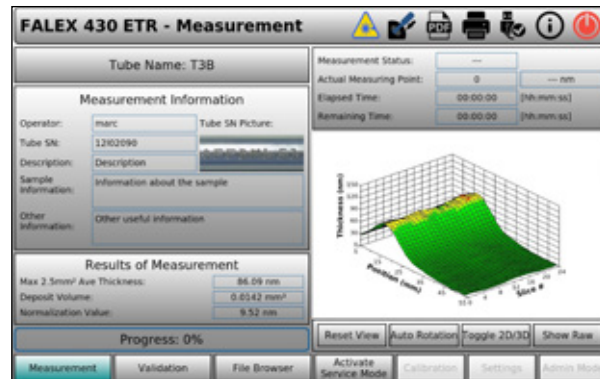 FALEX 430 ETR - Measurement
PDF
Tube Name: T3B
Measurement Information
Operator: marc
Tube SN Picture:
Tube SN: 12I02090
Description: Description
Sample Information: Information about the sample
Other Information: Other useful information
Results of Measurement
Max 2.5mm² Ave Thickness: 86.09 nm
Deposit Volume: 0.0142 mm³
Normalization Value: 9.52 nm
Progress: 0%
Measurement Status: ---
Actual Measuring Point: 0 --- nm
Elapsed Time: 00:00:00 [hh:mm:ss]
Remaining Time: 00:00:00 [hh:mm:ss]
Thickness (nm)
Position (mm)
Slice #
Reset View Auto Rotation Toggle 2D/3D Show Raw
Measurement Validation File Browser Activate Service Mode Calibration Settings Admin Mode